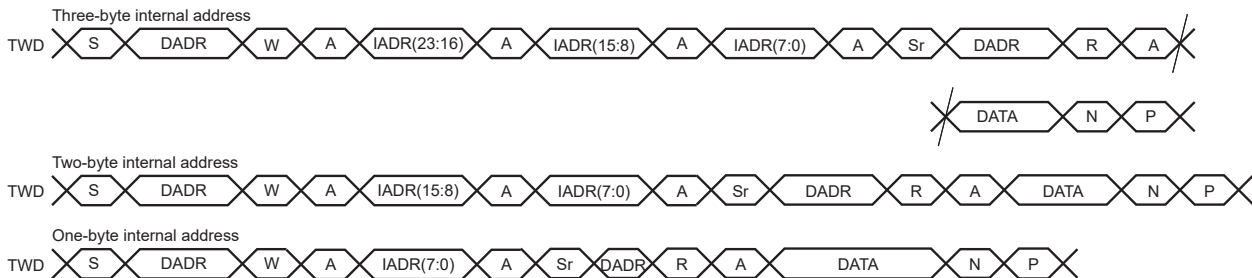 Three-byte internal address
TWD S DADR W A IADR(23:16) A IADR(15:8) A IADR(7:0) A Sr DADR R A
DATA N P
Two-byte internal address
TWD S DADR W A IADR(15:8) A IADR(7:0) A Sr DADR R A DATA N P
One-byte internal address
TWD S DADR W A IADR(7:0) A Sr DADR R A DATA N P